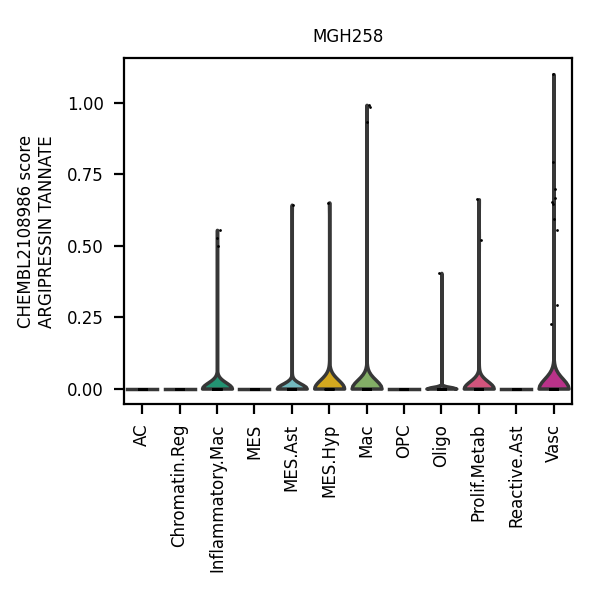 MGH258
CHEMBL2108986 score
ARGIPRESSIN TANNATE
1.00
0.75
0.50
0.25
0.00
AC
Chromatin.Reg
Inflammatory.Mac
MES
MES.Ast
MES.Hyp
Mac
OPC
Oligo
Prolif.Metab
Reactive.Ast
Vasc